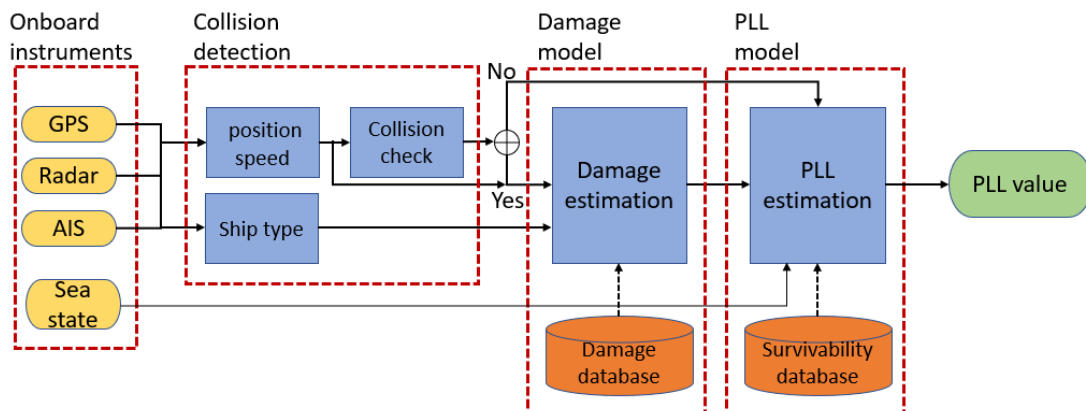 Onboard
instruments
Collision
detection
Damage
model
PLL
model
No
GPS
Radar
AIS
Sea
state
position
speed
Collision
check
Yes
Ship type
Damage
estimation
PLL
estimation
PLL value
Damage
database
Survivability
database